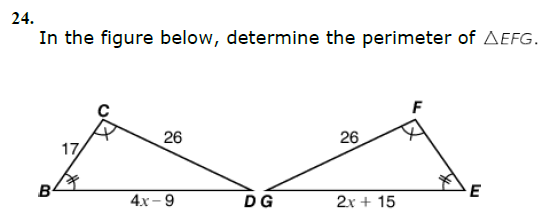 24.
In the figure below, determine the perimeter of △EFG.
C F
17 26 26
B 4x – 9 D G 2x + 15 E